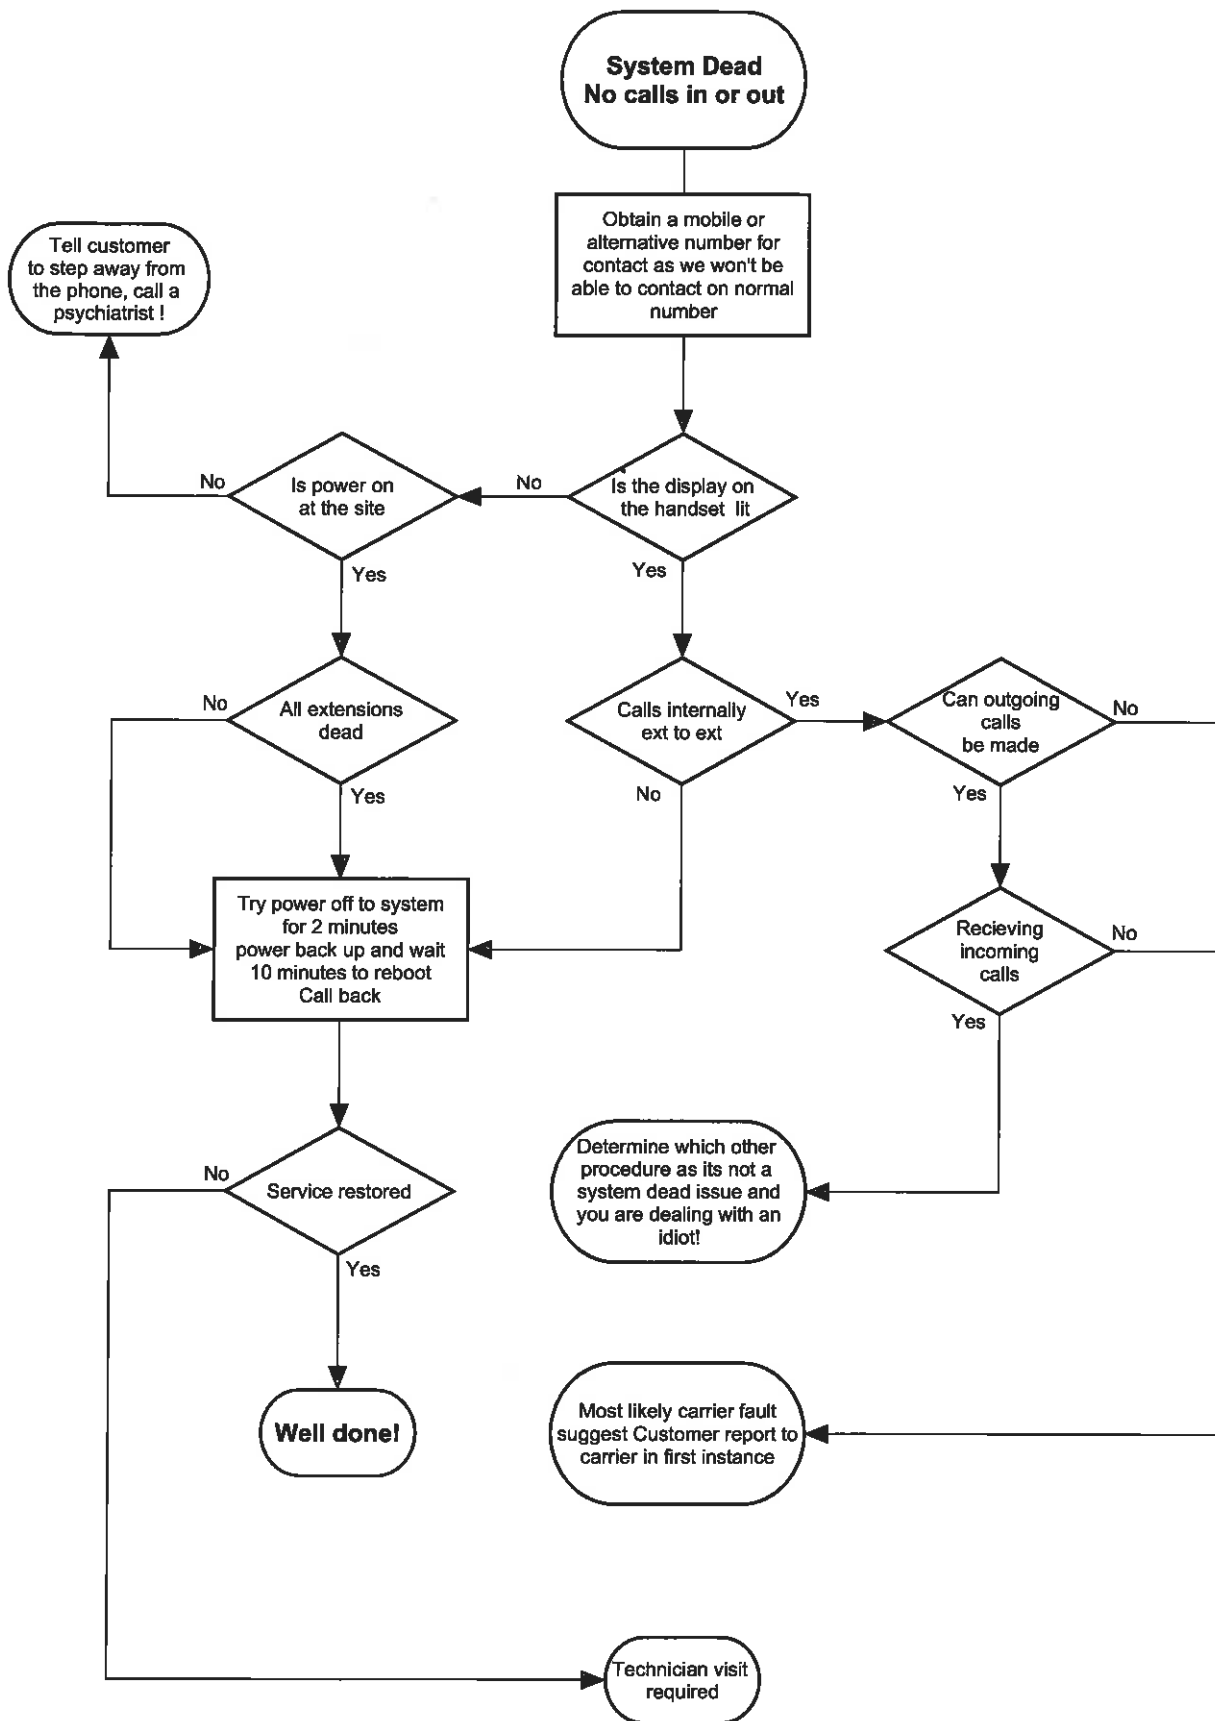 System Dead
No calls in or out
Obtain a mobile or
alternative number for
contact as we won't be
able to contact on normal
number
Tell customer
to step away from
the phone, call a
psychiatrist !
No
Is power on
at the site
No
Is the display on
the handset lit
Yes
Yes
No
All extensions
dead
Calls internally
ext to ext
Yes
Can outgoing
calls
be made
No
Yes
No
Yes
Try power off to system
for 2 minutes
power back up and wait
10 minutes to reboot
Call back
Recieving
incoming
calls
No
Yes
No
Service restored
Determine which other
procedure as its not a
system dead issue and
you are dealing with an
idiot!
Yes
Well done!
Most likely carrier fault
suggest Customer report to
carrier in first instance
Technician visit
required